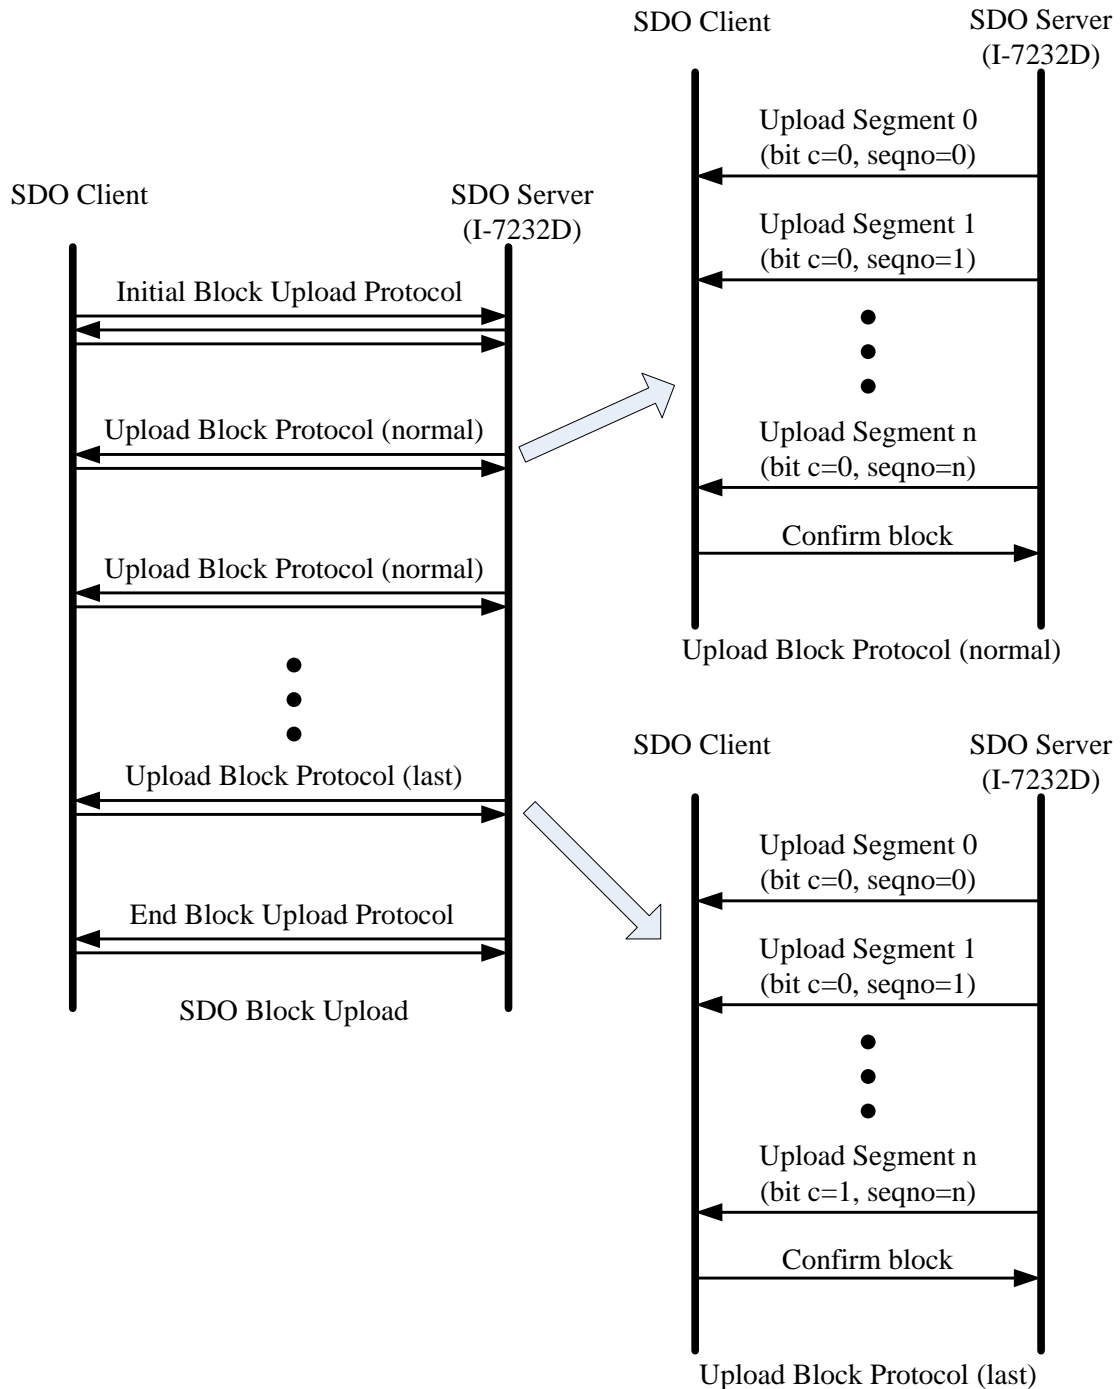 SDO Client
SDO Server
(I-7232D)
Initial Block Upload Protocol
Upload Block Protocol (normal)
Upload Block Protocol (normal)
Upload Block Protocol (last)
End Block Upload Protocol
SDO Block Upload
SDO Client
SDO Server
(I-7232D)
Upload Segment 0
(bit c=0, seqno=0)
Upload Segment 1
(bit c=0, seqno=1)
Upload Segment n
(bit c=0, seqno=n)
Confirm block
Upload Block Protocol (normal)
SDO Client
SDO Server
(I-7232D)
Upload Segment 0
(bit c=0, seqno=0)
Upload Segment 1
(bit c=0, seqno=1)
Upload Segment n
(bit c=1, seqno=n)
Confirm block
Upload Block Protocol (last)